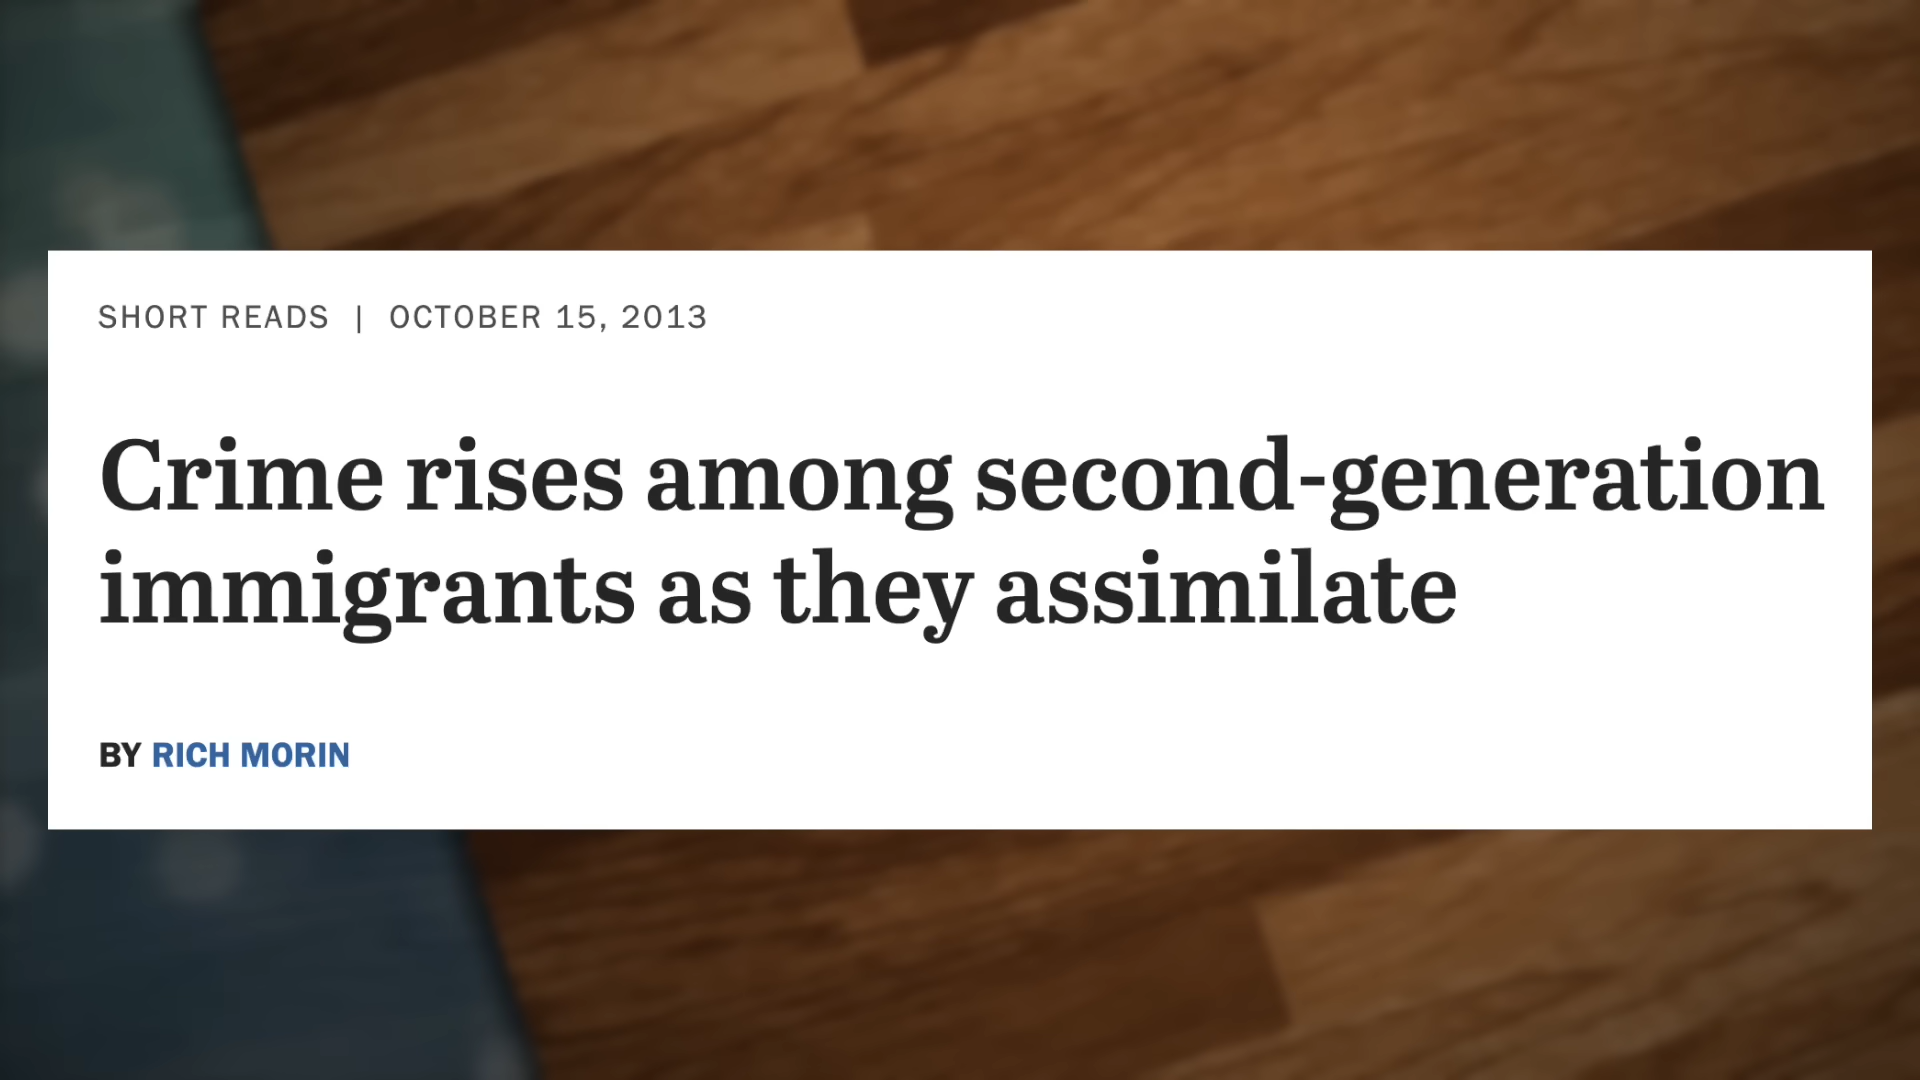 SHORT READS | OCTOBER 15, 2013
Crime rises among second-generation
immigrants as they assimilate
BY RICH MORIN